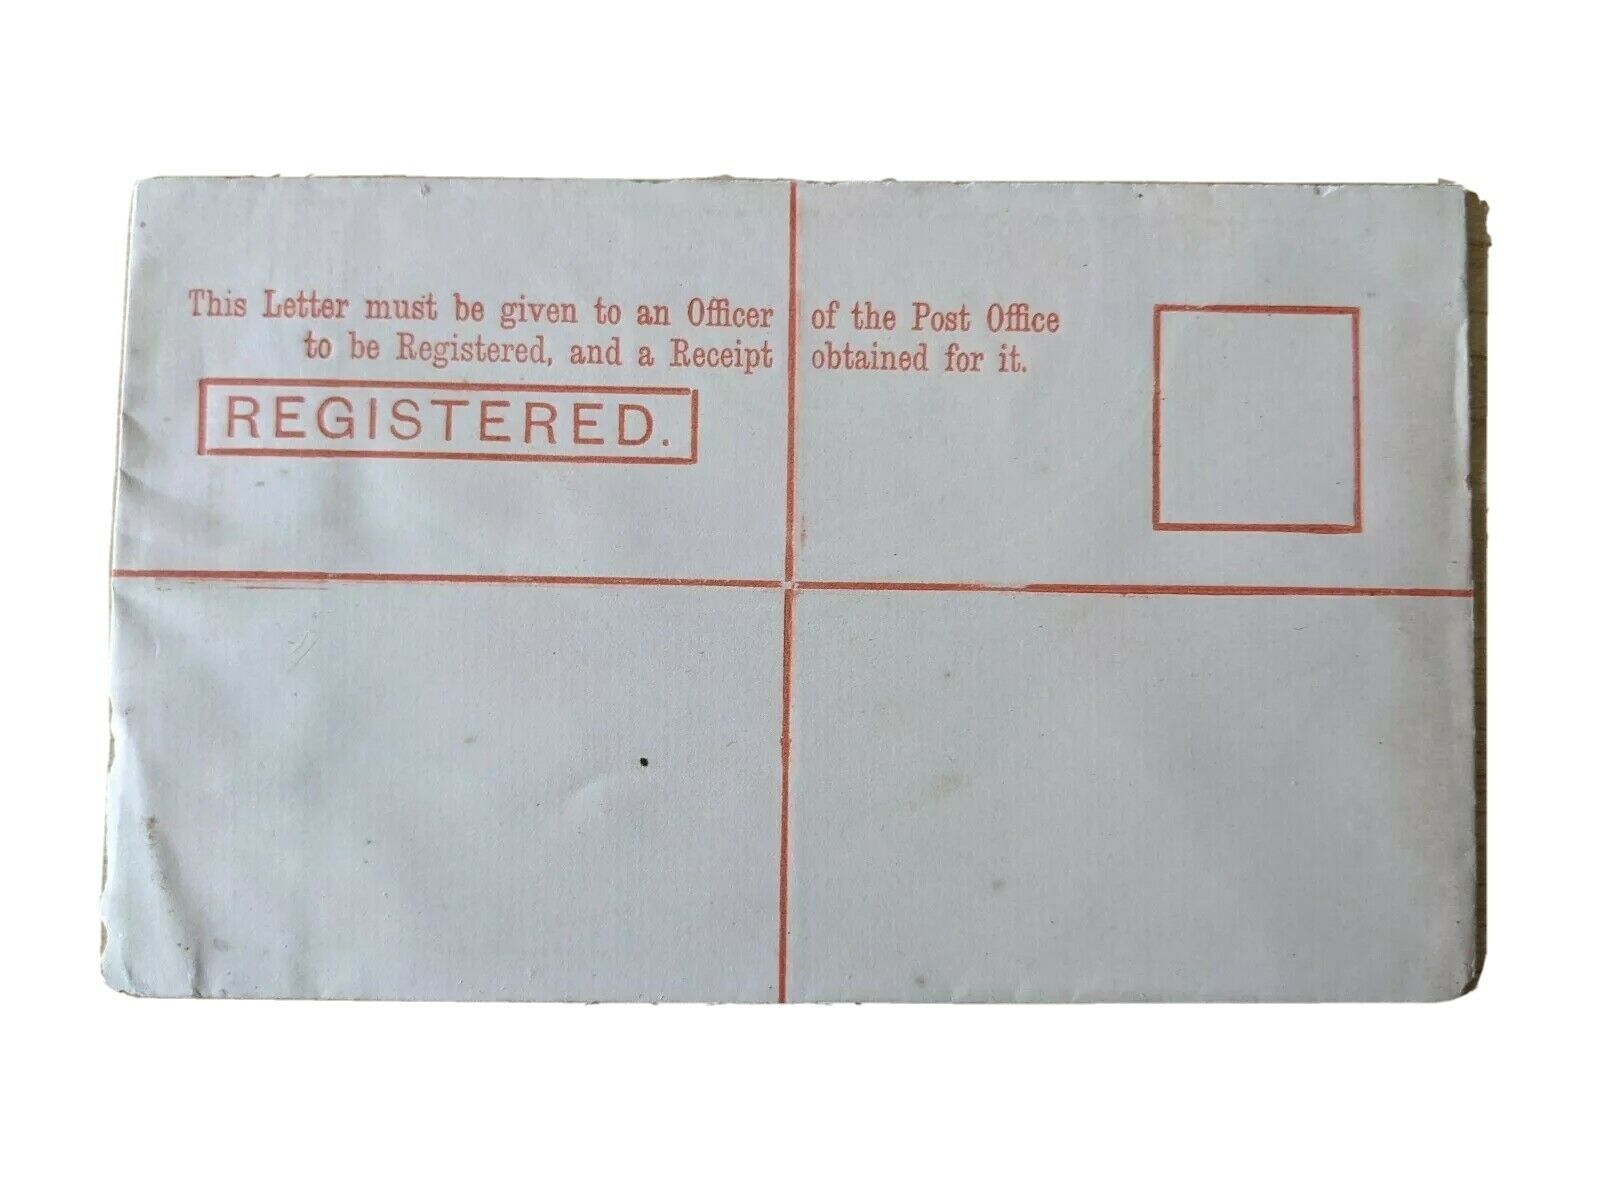 This Letter must be given to an Officer of the Post Office
to be Registered, and a Receipt obtained for it.
REGISTERED.